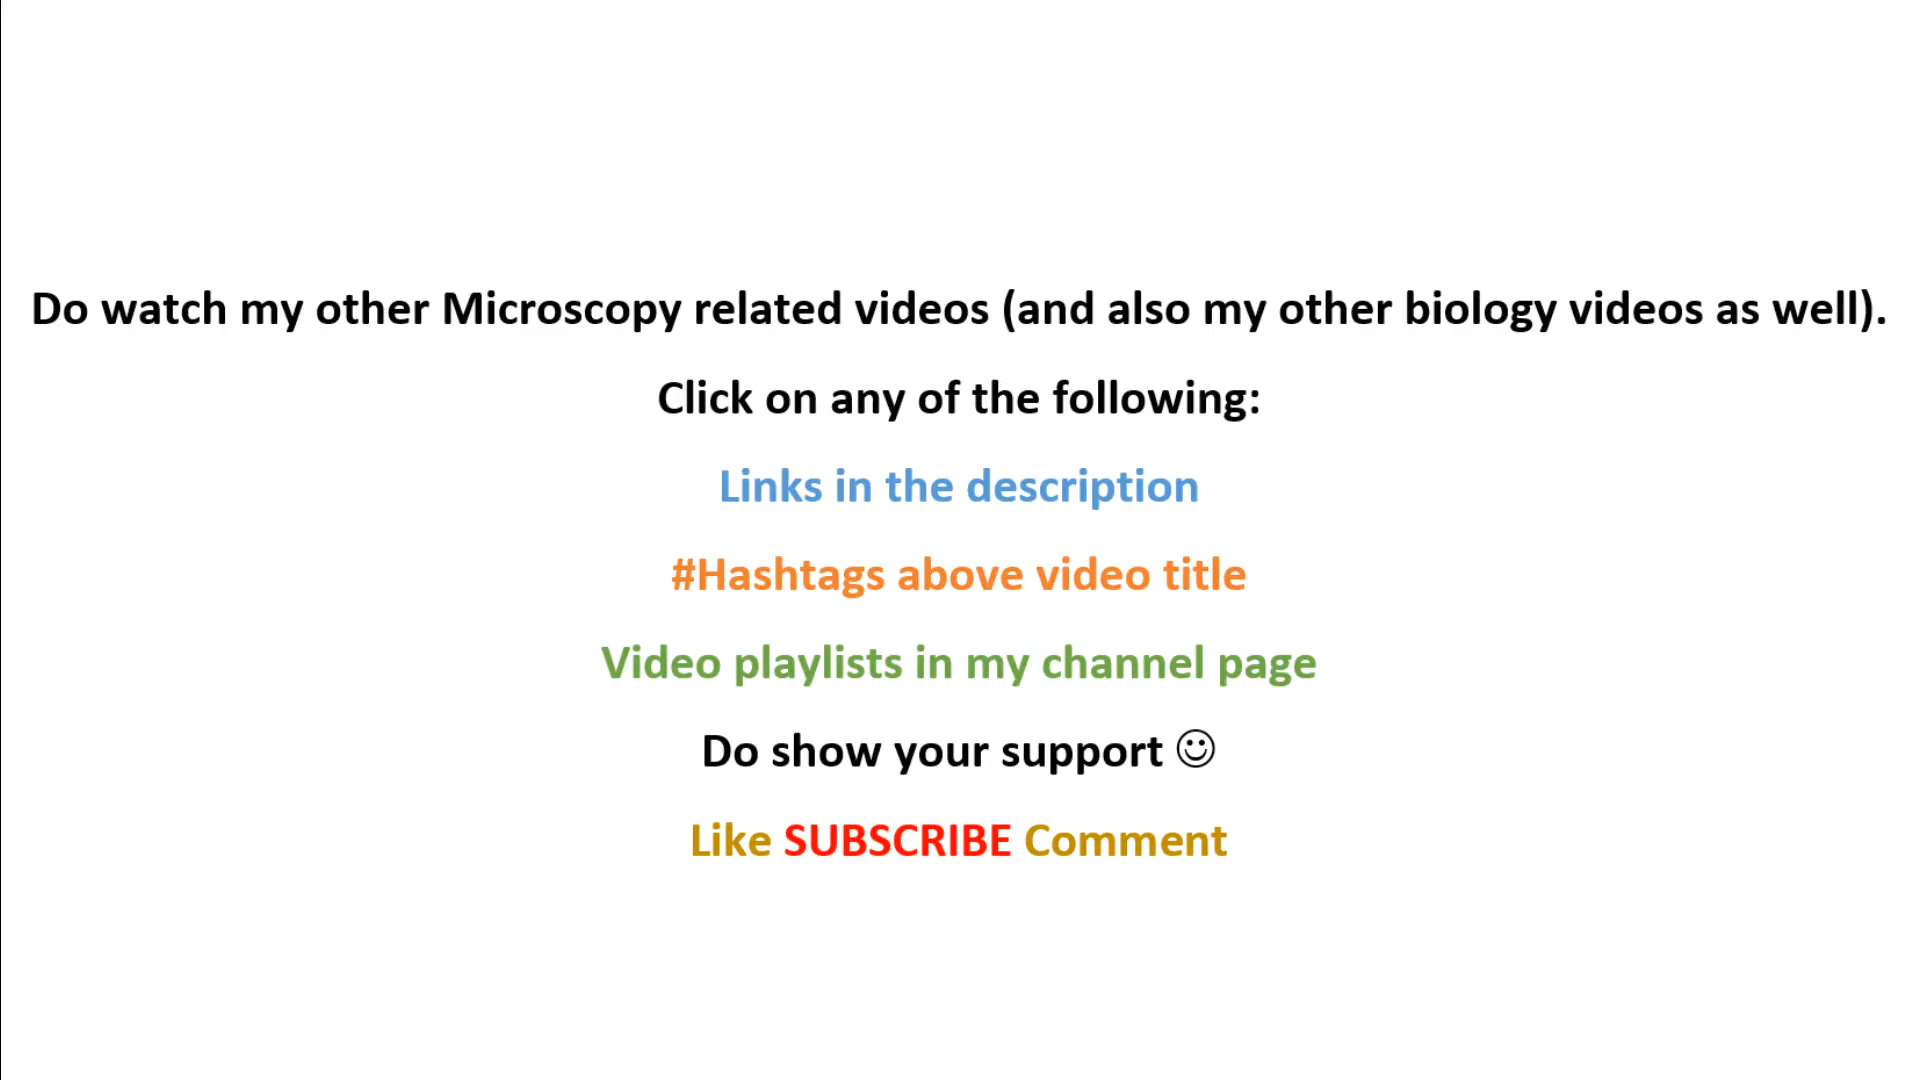 Do watch my other Microscopy related videos (and also my other biology videos as well).
Click on any of the following:
Links in the description
#Hashtags above video title
Video playlists in my channel page
Do show your support ☺
Like SUBSCRIBE Comment